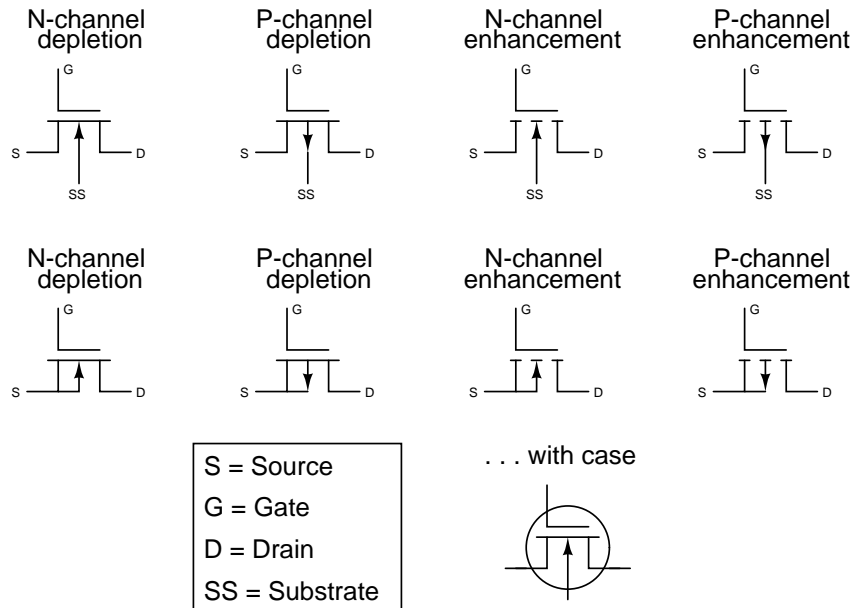 N-channel P-channel N-channel P-channel
depletion depletion enhancement enhancement
G G G G
S D S D S D S D
SS SS SS SS
N-channel P-channel N-channel P-channel
depletion depletion enhancement enhancement
G G G G
S D S D S D S D
. . . with case
S = Source
G = Gate
D = Drain
SS = Substrate